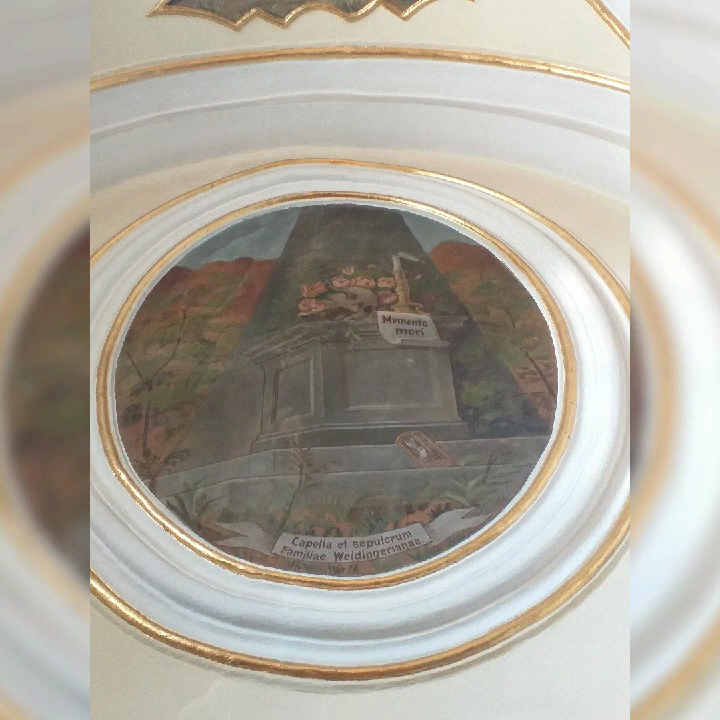 Memento
mori
Capella et sepulcrum
Familiae Weidingerianae.